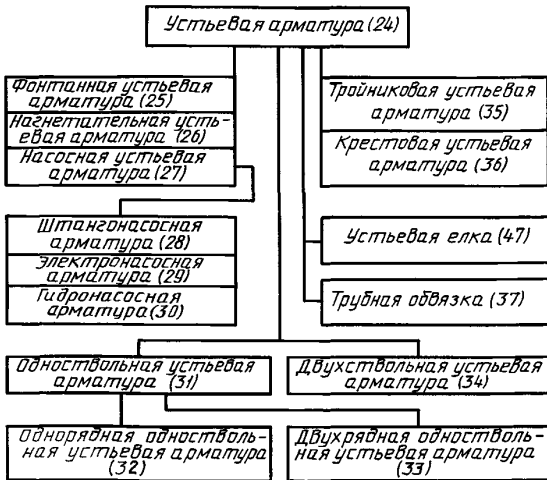 Устьевая арматура (24)
Фонтанная устьевая
арматура (25)
Нагнетательная усть-
евая арматура (26)
Насосная устьевая
арматура (27)
Тройниковая устьевая
арматура (35)
Крестовая устьевая
арматура (36)
Штангонасосная
арматура (28)
Электронасосная
арматура (29)
Гидронасосная
арматура (30)
Устьевая елка (47)
Трубная обвязка (37)
Одноствольная устьевая
арматура (31)
Двухствольная устьевая
арматура (34)
Однорядная одностволь-
ная устьевая арматура
(32)
Двухрядная одностволь-
ная устьевая арматура
(33)